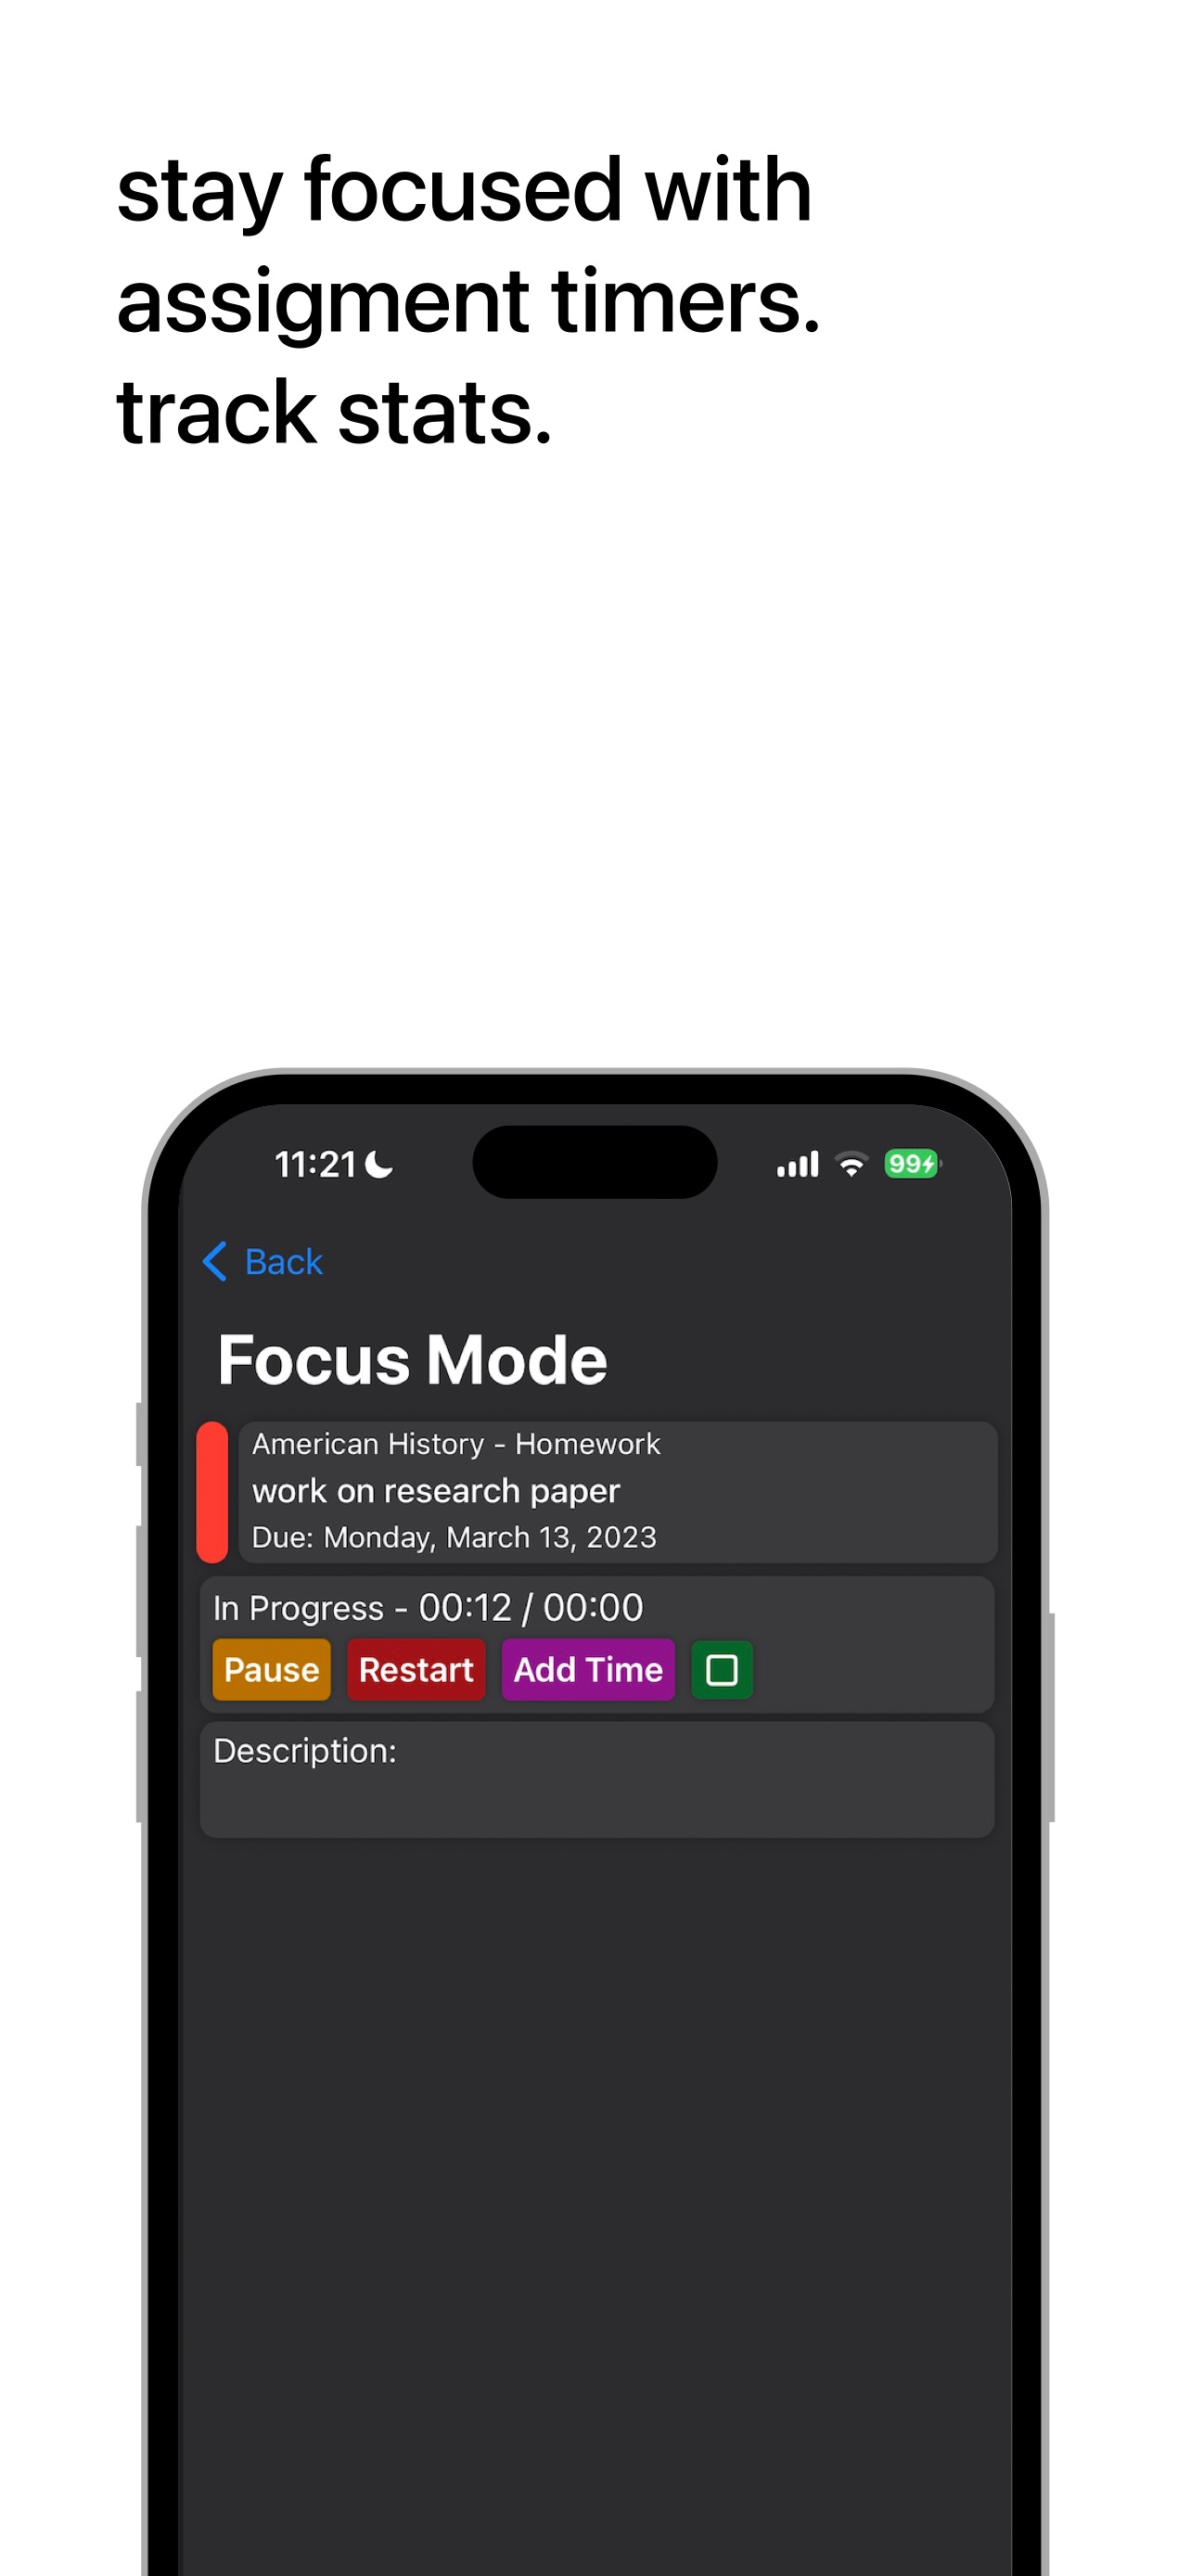 stay focused with
assigment timers.
track stats.
11:21
99
Back
Focus Mode
American History - Homework
work on research paper
Due: Monday, March 13, 2023
In Progress - 00:12 / 00:00
Pause Restart Add Time
Description: